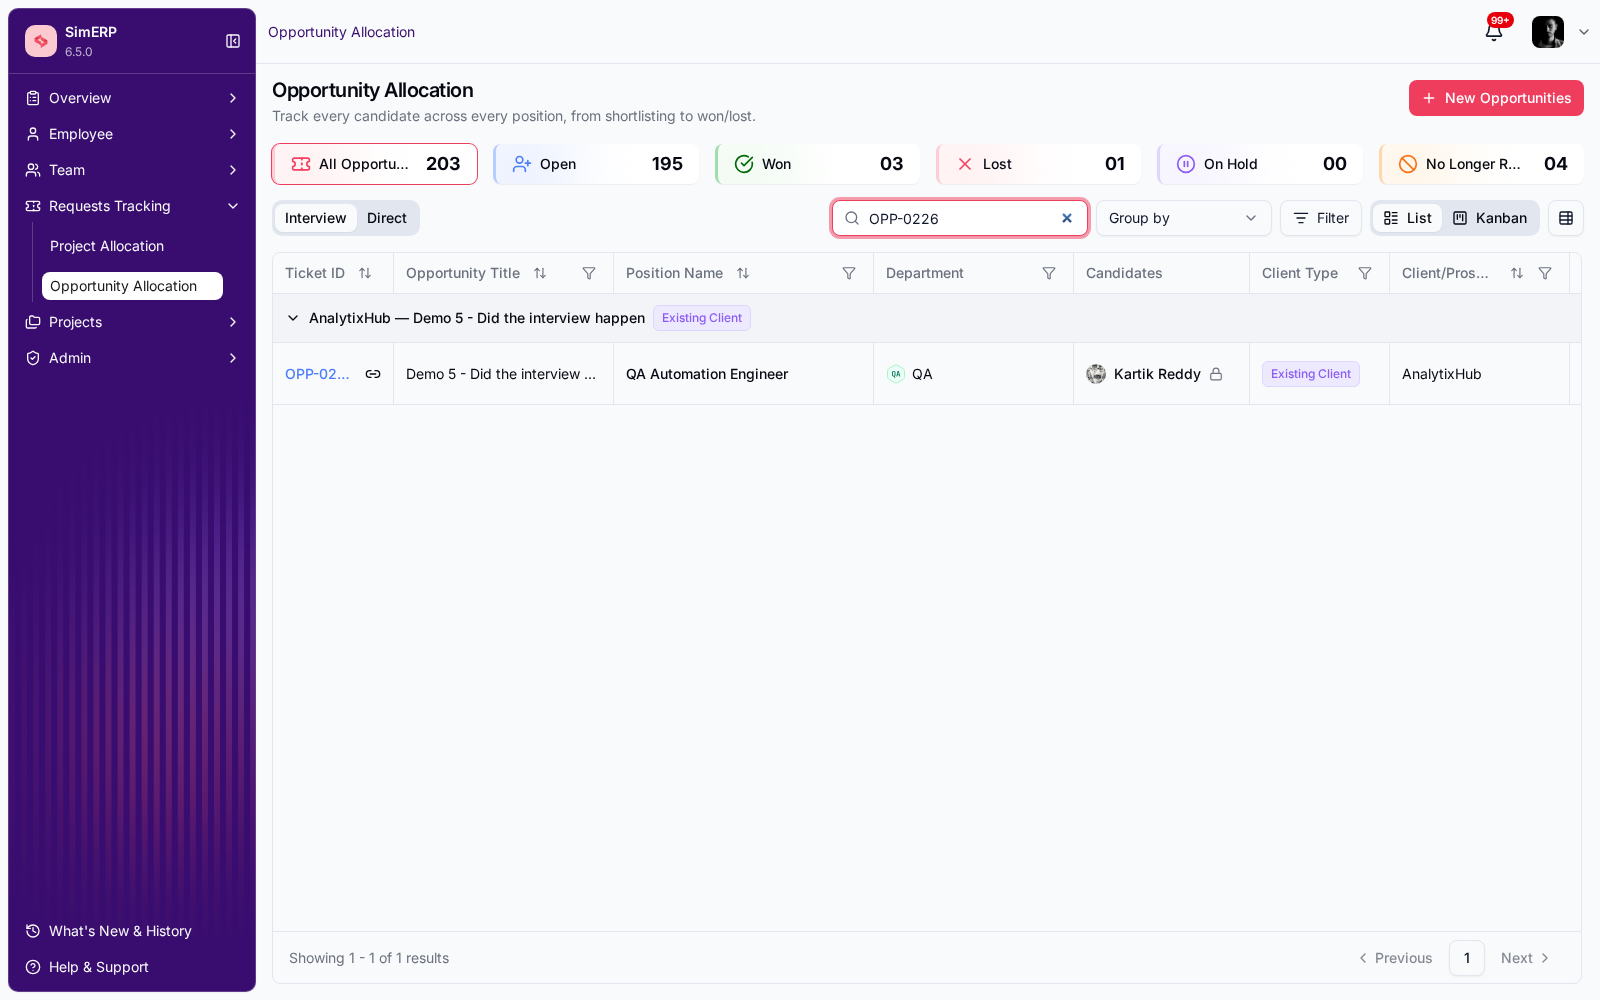 SimERP
6.5.0
Overview
Employee
Team
Requests Tracking
Project Allocation
Opportunity Allocation
Projects
Admin
What's New & History
Help & Support
Opportunity Allocation
99+
Opportunity Allocation
Track every candidate across every position, from shortlisting to won/lost.
New Opportunities
All Opportu... 203
Open 195
Won 03
Lost 01
On Hold 00
No Longer R... 04
Interview Direct
OPP-0226
Group by
Filter
List Kanban
Ticket ID Opportunity Title Position Name Department Candidates Client Type Client/Pros...
AnalytixHub — Demo 5 - Did the interview happen Existing Client
OPP-02... Demo 5 - Did the interview ... QA Automation Engineer QA QA Kartik Reddy Existing Client AnalytixHub
Showing 1 - 1 of 1 results
Previous 1 Next